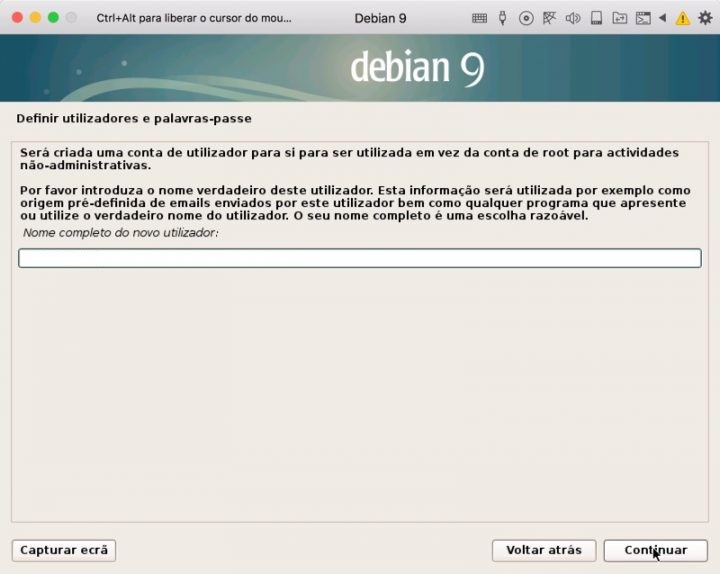 Ctrl+Alt para liberar o cursor do mou... Debian 9
debian 9
Definir utilizadores e palavras-passe
Será criada uma conta de utilizador para si para ser utilizada em vez da conta de root para actividades
não-administrativas.
Por favor introduza o nome verdadeiro deste utilizador. Esta informação será utilizada por exemplo como
origem pré-definida de emails enviados por este utilizador bem como qualquer programa que apresente
ou utilize o verdadeiro nome do utilizador. O seu nome completo é uma escolha razoável.
Nome completo do novo utilizador:
Capturar ecrã Voltar atrás Continuar